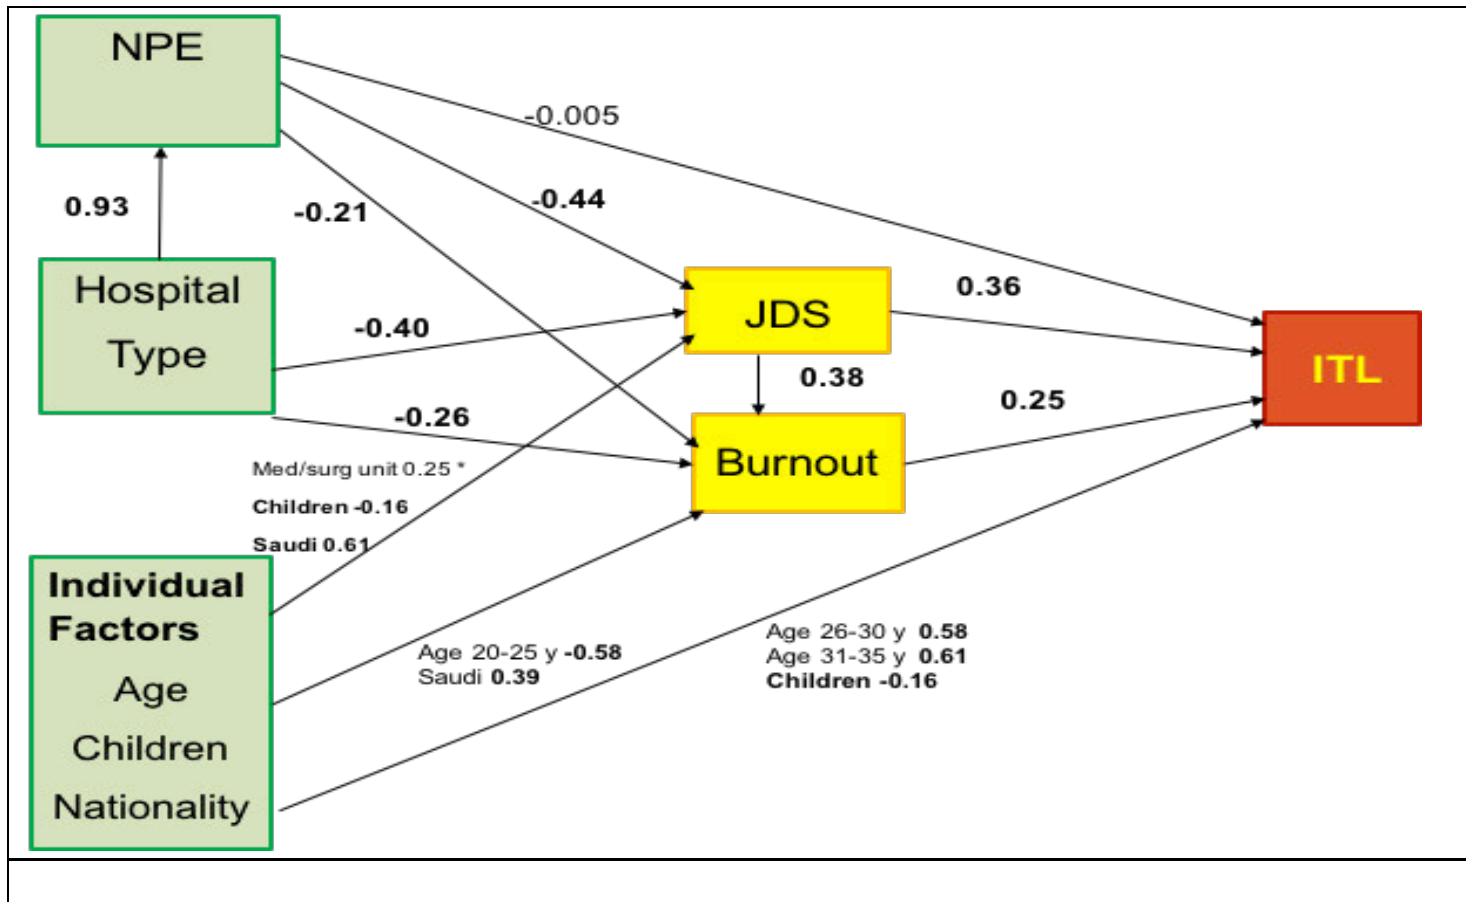 NPE
-0.005
0.93
-0.21
-0.44
Hospital
Type
-0.40
JDS
0.36
ITL
0.38
-0.26
0.25
Burnout
Med/surg unit 0.25 *
Children -0.16
Saudi 0.61
Individual
Factors
Age
Children
Nationality
Age 20-25 y -0.58
Saudi 0.39
Age 26-30 y 0.58
Age 31-35 y 0.61
Children -0.16